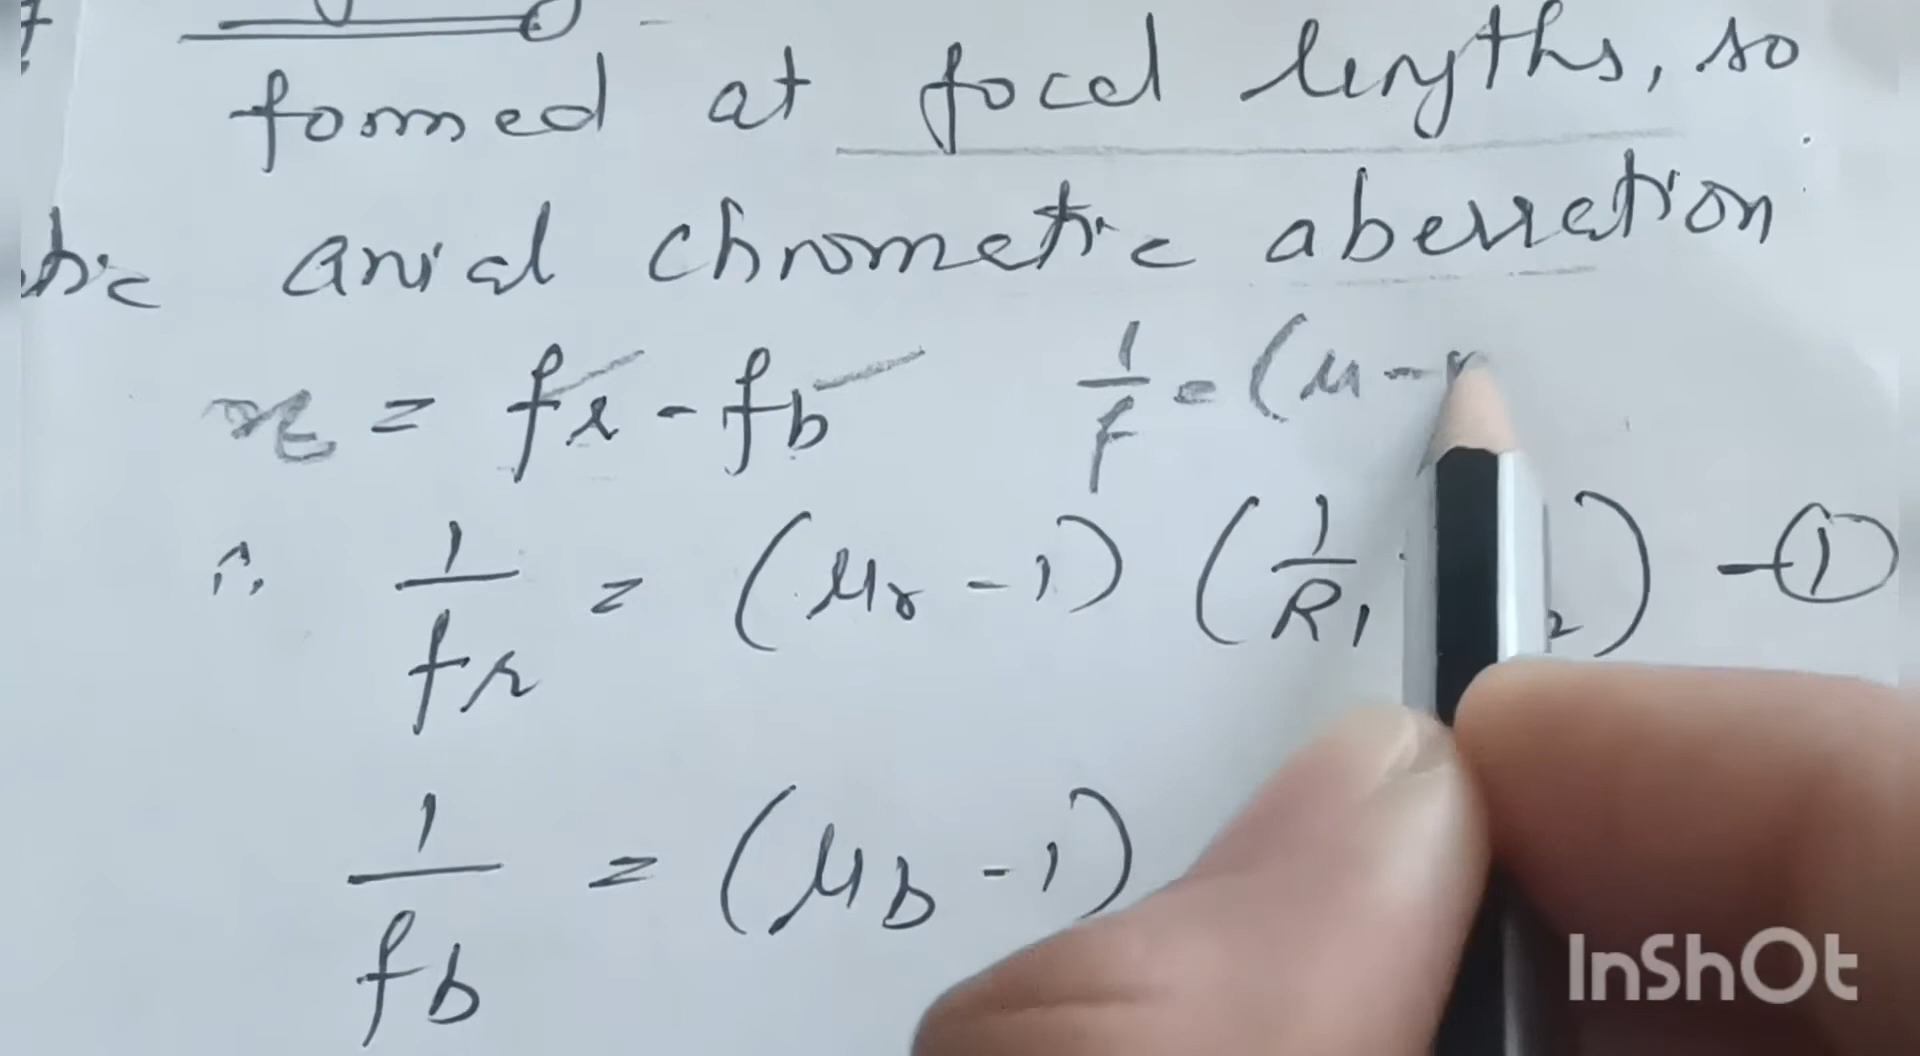 formed at focal lengths, so
axial chromatic aberration
x = fr - fb 1/f = (μ -
∴ 1/fr = (μr - 1) (1/R1 2) - ①
1/fb = (μb - 1)
InShOt